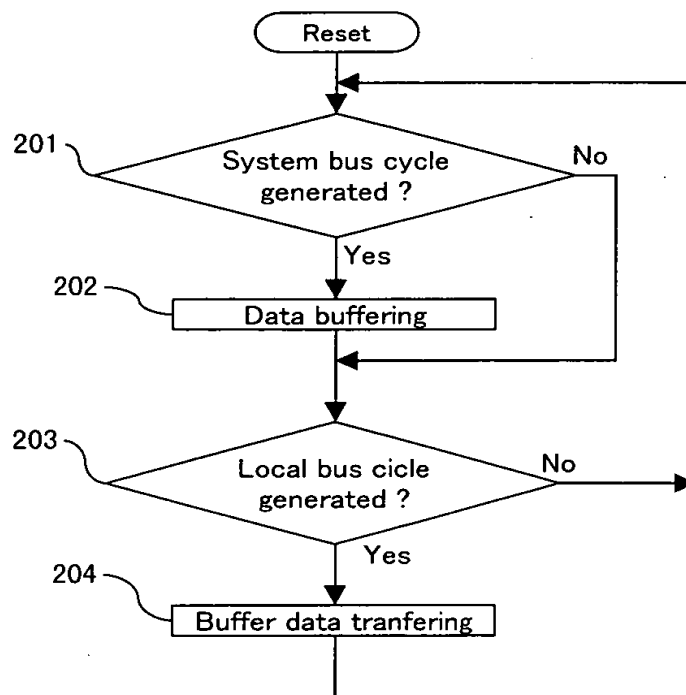 Reset
201
System bus cycle
generated ?
No
Yes
202
Data buffering
203
Local bus cicle
generated ?
No
Yes
204
Buffer data tranfering